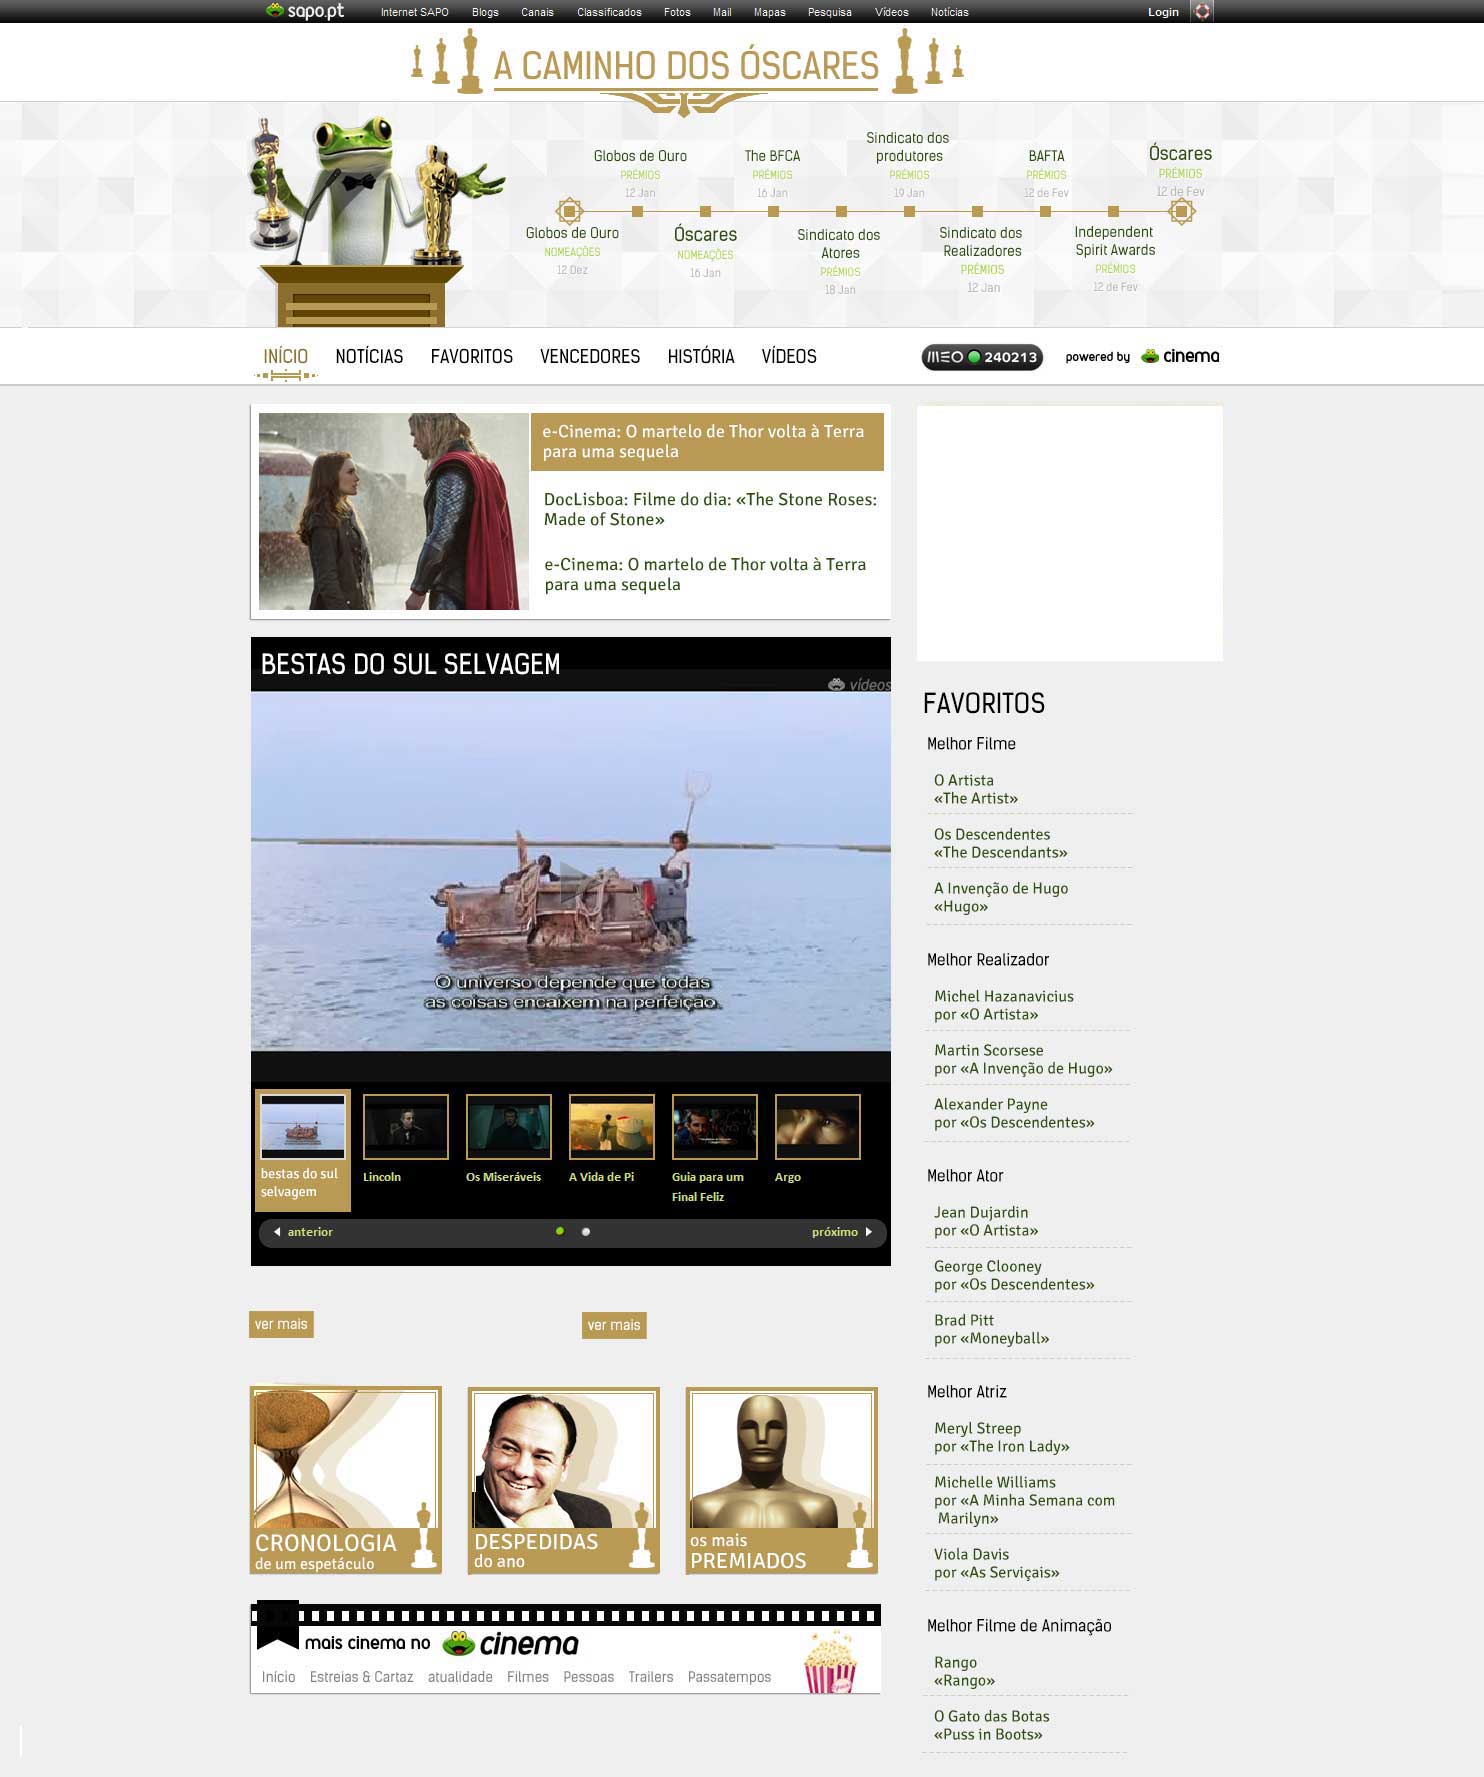 sapo.pt
Internet SAPO Blogs Canais Classificados Fotos Mail Mapas Pesquisa Vídeos Notícias Login
A CAMINHO DOS ÓSCARES
Globos de Ouro
PRÉMIOS
12 Jan
The BFCA
PRÉMIOS
16 Jan
Sindicato dos
produtores
PRÉMIOS
19 Jan
BAFTA
PRÉMIOS
12 de Fev
Óscares
PRÉMIOS
12 de Fev
Globos de Ouro
NOMEAÇÕES
12 Dez
Óscares
NOMEAÇÕES
16 Jan
Sindicato dos
Atores
PRÉMIOS
18 Jan
Sindicato dos
Realizadores
PRÉMIOS
12 Jan
Independent
Spirit Awards
PRÉMIOS
12 de Fev
INÍCIO NOTÍCIAS FAVORITOS VENCEDORES HISTÓRIA VÍDEOS
MEO 240213
powered by cinema
e-Cinema: O martelo de Thor volta à Terra
para uma sequela
DocLisboa: Filme do dia: «The Stone Roses:
Made of Stone»
e-Cinema: O martelo de Thor volta à Terra
para uma sequela
BESTAS DO SUL SELVAGEM
vídeos
O universo depende que todas
as coisas encaixem na perfeição.
bestas do sul
selvagem
Lincoln
Os Miseráveis
A Vida de Pi
Guia para um
Final Feliz
Argo
anterior
próximo
ver mais
ver mais
CRONOLOGIA
de um espetáculo
DESPEDIDAS
do ano
os mais
PREMIADOS
mais cinema no cinema
Início Estreias & Cartaz atualidade Filmes Pessoas Trailers Passatempos
FAVORITOS
Melhor Filme
O Artista
«The Artist»
Os Descendentes
«The Descendants»
A Invenção de Hugo
«Hugo»
Melhor Realizador
Michel Hazanavicius
por «O Artista»
Martin Scorsese
por «A Invenção de Hugo»
Alexander Payne
por «Os Descendentes»
Melhor Ator
Jean Dujardin
por «O Artista»
George Clooney
por «Os Descendentes»
Brad Pitt
por «Moneyball»
Melhor Atriz
Meryl Streep
por «The Iron Lady»
Michelle Williams
por «A Minha Semana com
Marilyn»
Viola Davis
por «As Serviçais»
Melhor Filme de Animação
Rango
«Rango»
O Gato das Botas
«Puss in Boots»